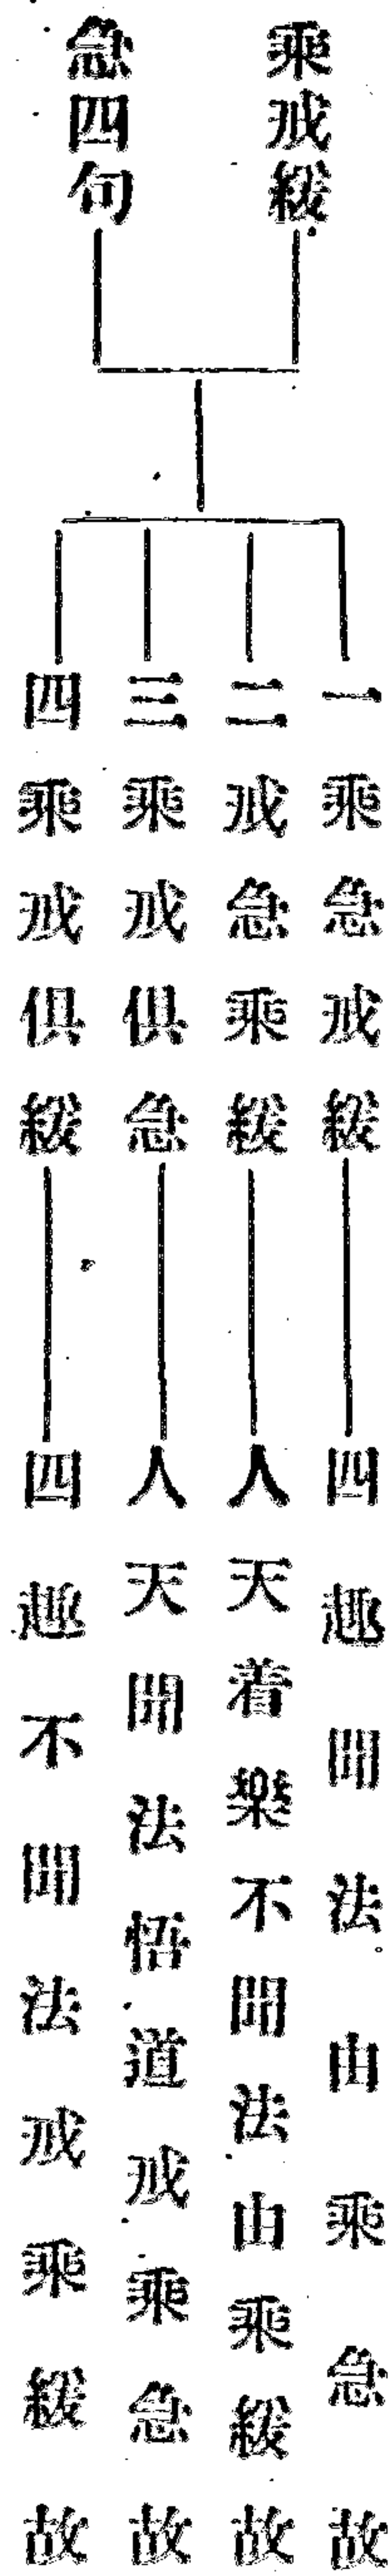 乘戒緩
急四句
一乘急戒緩
四趣聞法由乘急故
二戒急乘緩
人天着樂不聞法由乘緩故
三乘戒俱急
人天聞法悟道戒乘急故
四乘戒俱緩
四趣不聞法戒乘緩故